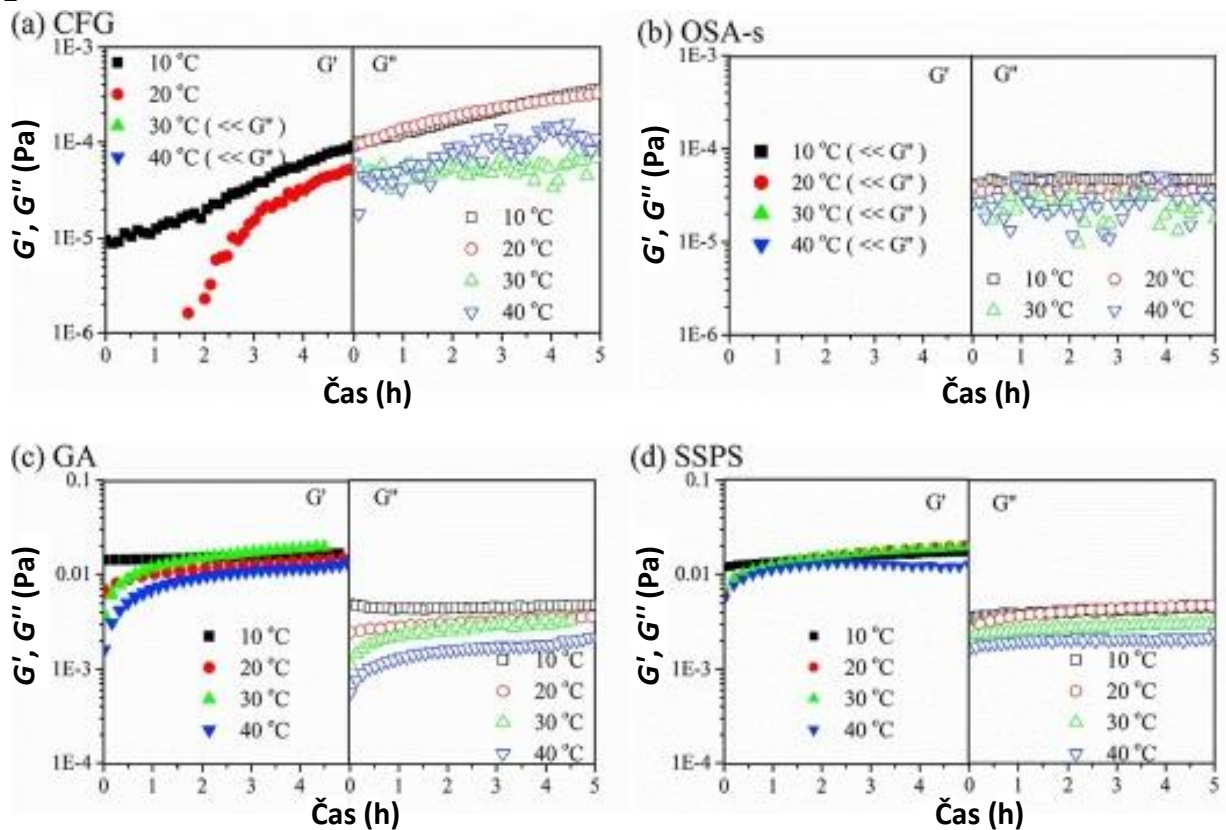 (a) CFG
1E-3
1E-4
1E-5
1E-6
G', G'' (Pa)
10 °C
20 °C
30 °C ( << G" )
40 °C ( << G" )
G'
G"
10 °C
20 °C
30 °C
40 °C
0 1 2 3 4 0 1 2 3 4 5
Čas (h)
(b) OSA-s
1E-3
1E-4
1E-5
1E-6
G', G'' (Pa)
G'
G"
10 °C ( << G" )
20 °C ( << G" )
30 °C ( << G" )
40 °C ( << G" )
10 °C 20 °C
30 °C 40 °C
0 1 2 3 4 0 1 2 3 4 5
Čas (h)
(c) GA
0.1
0.01
1E-3
1E-4
G', G'' (Pa)
G'
G"
10 °C
20 °C
30 °C
40 °C
10 °C
20 °C
30 °C
40 °C
0 1 2 3 4 0 1 2 3 4 5
Čas (h)
(d) SSPS
0.1
0.01
1E-3
1E-4
G', G'' (Pa)
G'
G"
10 °C
20 °C
30 °C
40 °C
10 °C
20 °C
30 °C
40 °C
0 1 2 3 4 0 1 2 3 4 5
Čas (h)